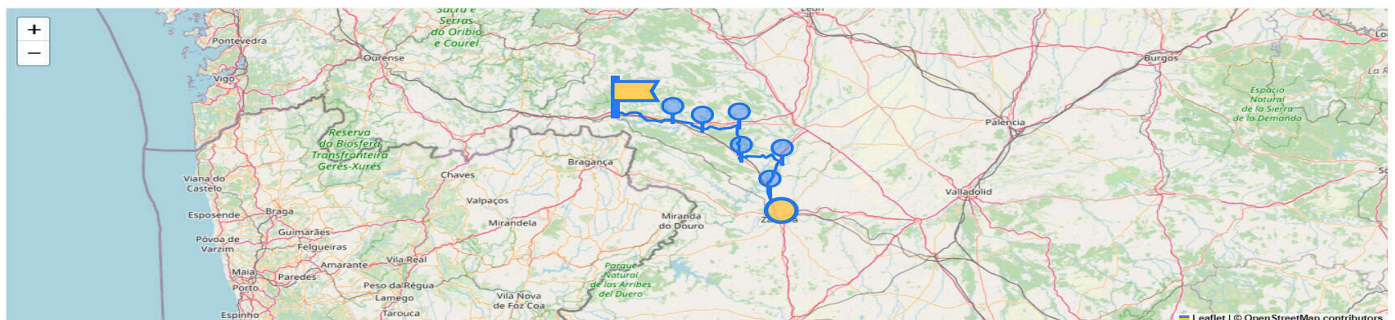 +
−
Sacra e
Serras
do Oribio
e Courel
León
Pontevedra
Ourense
Burgos
Vigo
Espacio
Natural
de la Sierra
de la Demanda
Palencia
Reserva
da Biosfera
Transfronteira
Gerês-Xurés
Bragança
Chaves
Viana do
Castelo
Valladolid
Valpaços
Esposende
Braga
Mirandela
Miranda
do Douro
Guimarães
Póvoa de
Varzim
Felgueiras
Vila Real
Amarante
Maia
Porto
Paredes
Peso da Régua
Parque
Natural
de las Arribes
del Duero
Lamego
Vila Nova
de Foz Coa
Tarouca
Espinho
Leaflet | © OpenStreetMap contributors